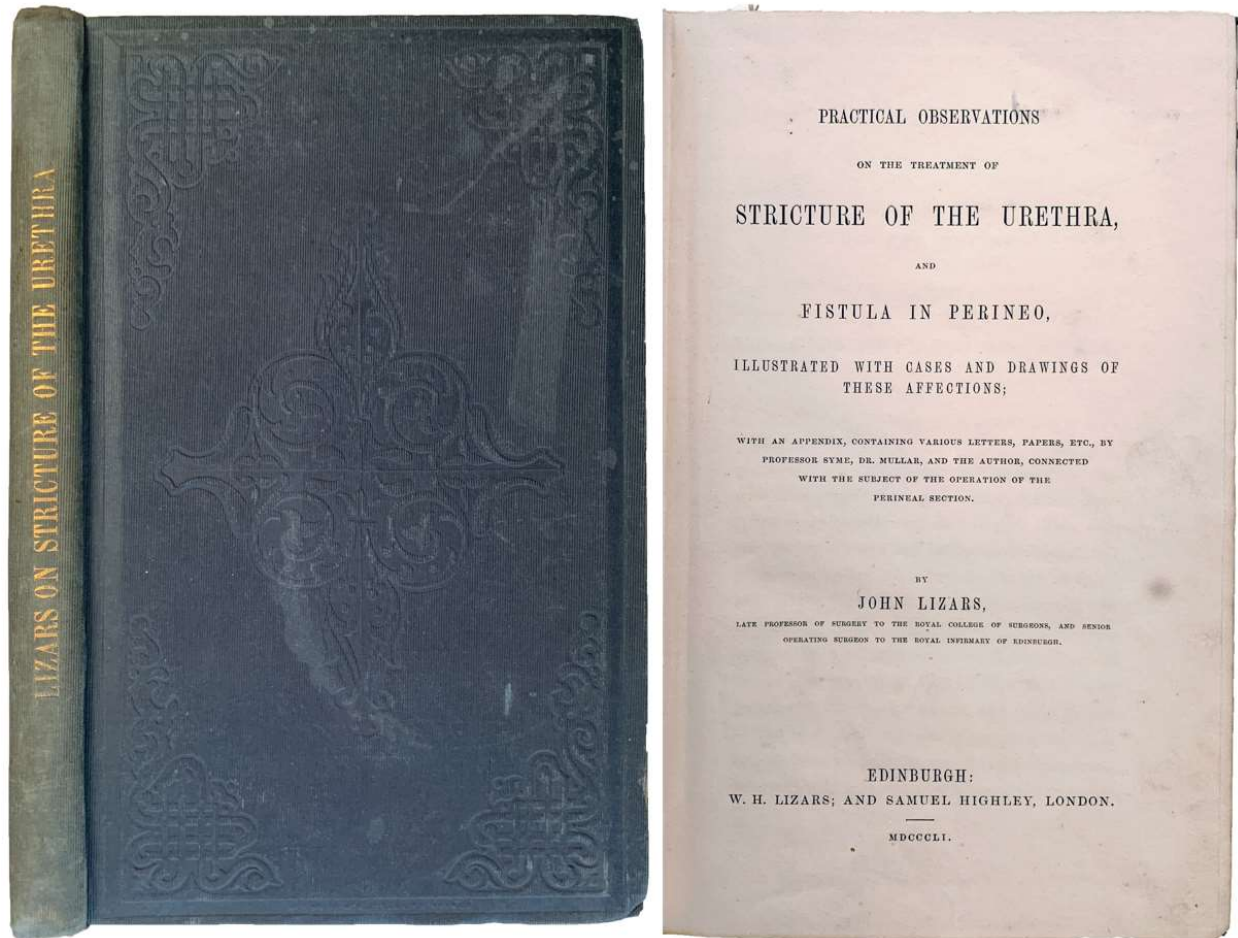 LIZARS ON STRICTURE OF THE URETHRA
PRACTICAL OBSERVATIONS
ON THE TREATMENT OF
STRICTURE OF THE URETHRA,
AND
FISTULA IN PERINEO,
ILLUSTRATED WITH CASES AND DRAWINGS OF
THESE AFFECTIONS;
WITH AN APPENDIX, CONTAINING VARIOUS LETTERS, PAPERS, ETC., BY
PROFESSOR SYME, DR. MULLAR, AND THE AUTHOR, CONNECTED
WITH THE SUBJECT OF THE OPERATION OF THE
PERINEAL SECTION.
BY
JOHN LIZARS,
LATE PROFESSOR OF SURGERY TO THE ROYAL COLLEGE OF SURGEONS, AND SENIOR
OPERATING SURGEON TO THE ROYAL INFIRMARY OF EDINBURGH.
EDINBURGH:
W. H. LIZARS; AND SAMUEL HIGHLEY, LONDON.
MDCCCLI.